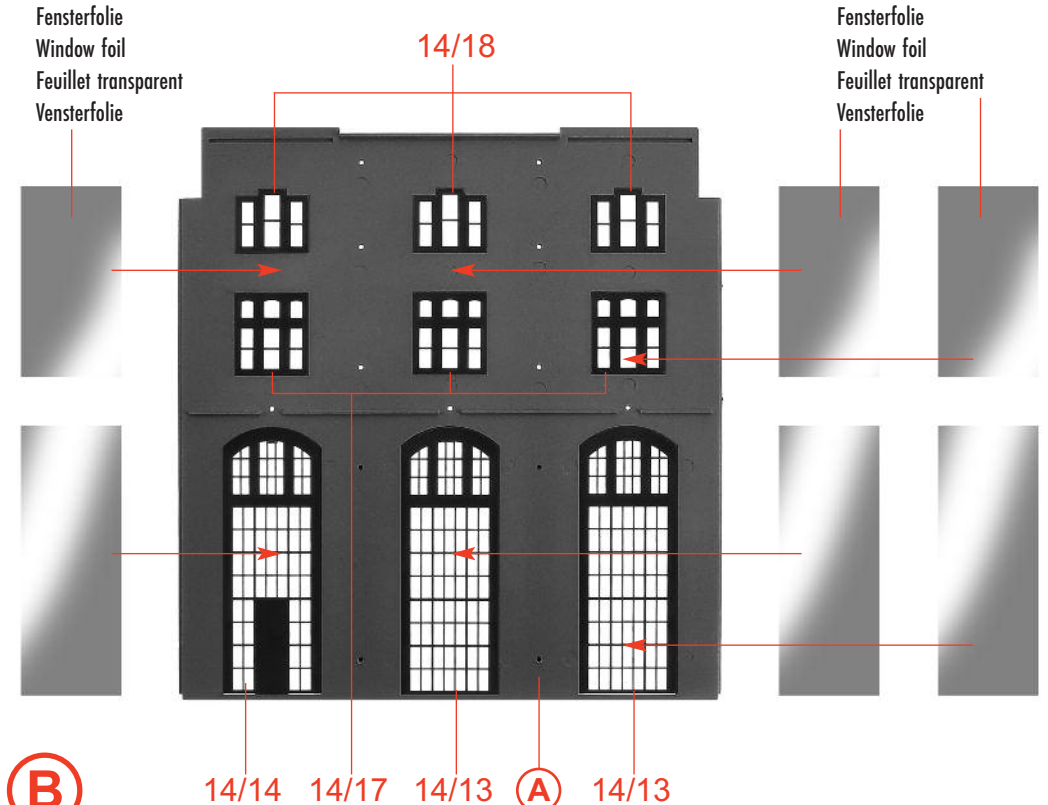 Fensterfolie
Window foil
Feuillet transparent
Vensterfolie
Fensterfolie
Window foil
Feuillet transparent
Vensterfolie
14/18
B
14/14
14/17
14/13
A
14/13